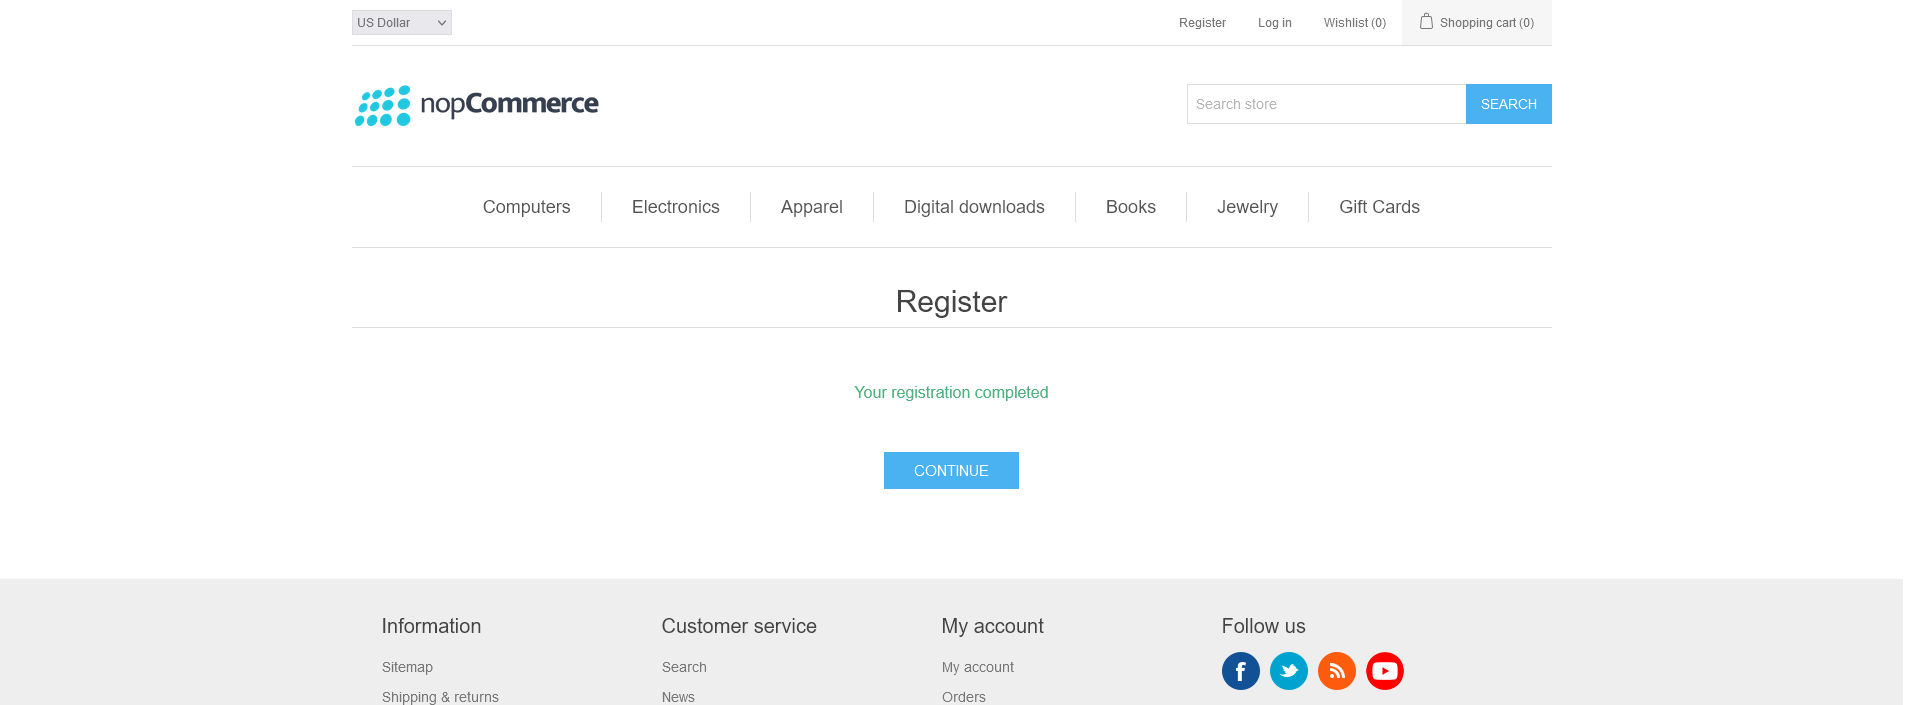 US Dollar
Register
Log in
Wishlist (0)
Shopping cart (0)
nopCommerce
Search store
SEARCH
Computers
Electronics
Apparel
Digital downloads
Books
Jewelry
Gift Cards
Register
Your registration completed
CONTINUE
Information
Sitemap
Shipping & returns
Customer service
Search
News
My account
My account
Orders
Follow us